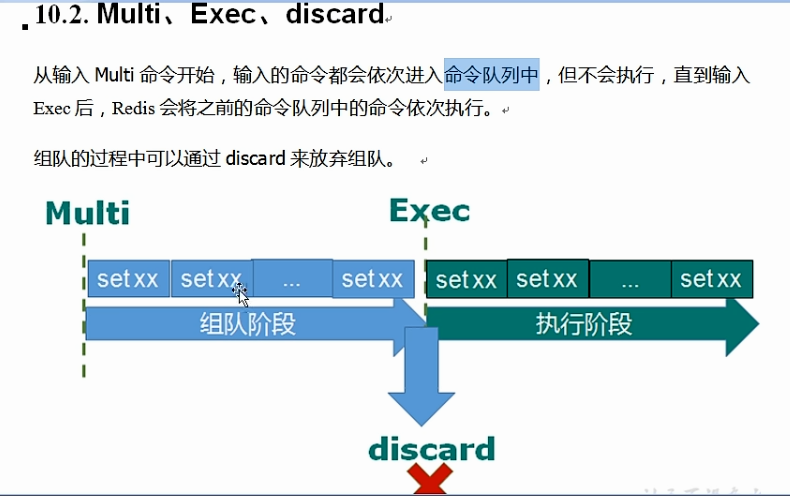 10.2. Multi、Exec、discard
从输入 Multi 命令开始，输入的命令都会依次进入命令队列中，但不会执行，直到输入
Exec 后，Redis 会将之前的命令队列中的命令依次执行。
组队的过程中可以通过 discard 来放弃组队。
Multi
Exec
set xx set xx ... set xx set xx set xx ... set xx
组队阶段 执行阶段
discard